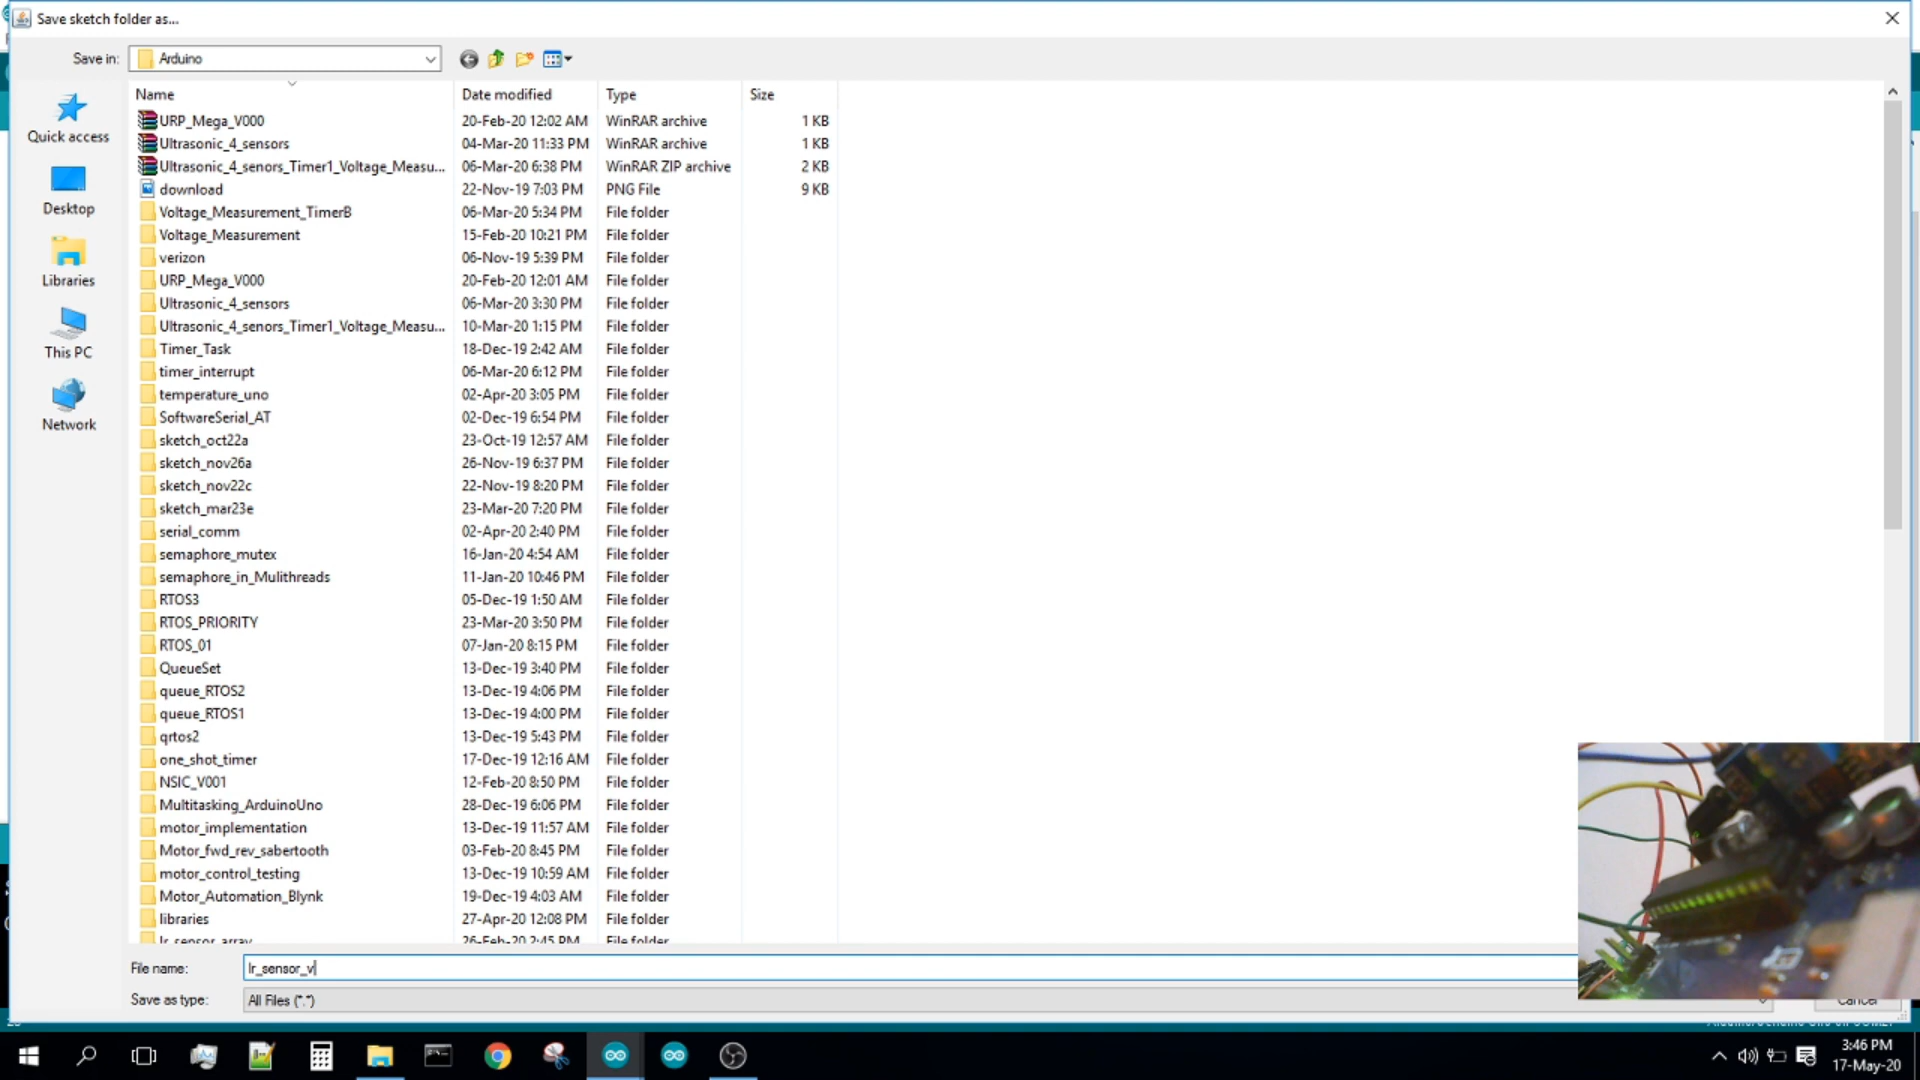 Save sketch folder as...
Save in: Arduino
Name Date modified Type Size
URP_Mega_V000 20-Feb-20 12:02 AM WinRAR archive 1 KB
Ultrasonic_4_sensors 04-Mar-20 11:33 PM WinRAR archive 1 KB
Ultrasonic_4_senors_Timer1_Voltage_Measu... 06-Mar-20 6:38 PM WinRAR ZIP archive 2 KB
download 22-Nov-19 7:03 PM PNG File 9 KB
Voltage_Measurement_TimerB 06-Mar-20 5:34 PM File folder
Voltage_Measurement 15-Feb-20 10:21 PM File folder
verizon 06-Nov-19 5:39 PM File folder
URP_Mega_V000 20-Feb-20 12:01 AM File folder
Ultrasonic_4_sensors 06-Mar-20 3:30 PM File folder
Ultrasonic_4_senors_Timer1_Voltage_Measu... 10-Mar-20 1:15 PM File folder
Timer_Task 18-Dec-19 2:42 AM File folder
timer_interrupt 06-Mar-20 6:12 PM File folder
temperature_uno 02-Apr-20 3:05 PM File folder
SoftwareSerial_AT 02-Dec-19 6:54 PM File folder
sketch_oct22a 23-Oct-19 12:57 AM File folder
sketch_nov26a 26-Nov-19 6:37 PM File folder
sketch_nov22c 22-Nov-19 8:20 PM File folder
sketch_mar23e 23-Mar-20 7:20 PM File folder
serial_comm 02-Apr-20 2:40 PM File folder
semaphore_mutex 16-Jan-20 4:54 AM File folder
semaphore_in_Mulithreads 11-Jan-20 10:46 PM File folder
RTOS3 05-Dec-19 1:50 AM File folder
RTOS_PRIORITY 23-Mar-20 3:50 PM File folder
RTOS_01 07-Jan-20 8:15 PM File folder
QueueSet 13-Dec-19 3:40 PM File folder
queue_RTOS2 13-Dec-19 4:06 PM File folder
queue_RTOS1 13-Dec-19 4:00 PM File folder
qrtos2 13-Dec-19 5:43 PM File folder
one_shot_timer 17-Dec-19 12:16 AM File folder
NSIC_V001 12-Feb-20 8:50 PM File folder
Multitasking_ArduinoUno 28-Dec-19 6:06 PM File folder
motor_implementation 13-Dec-19 11:57 AM File folder
Motor_fwd_rev_sabertooth 03-Feb-20 8:45 PM File folder
motor_control_testing 13-Dec-19 10:59 AM File folder
Motor_Automation_Blynk 19-Dec-19 4:03 AM File folder
libraries 27-Apr-20 12:08 PM File folder
Ir_sensor_array 26-Feb-20 2:45 PM File folder
Quick access
Desktop
Libraries
This PC
Network
File name: Ir_sensor_v
Save as type: All Files (*.*)
Cancel
3:46 PM
17-May-20